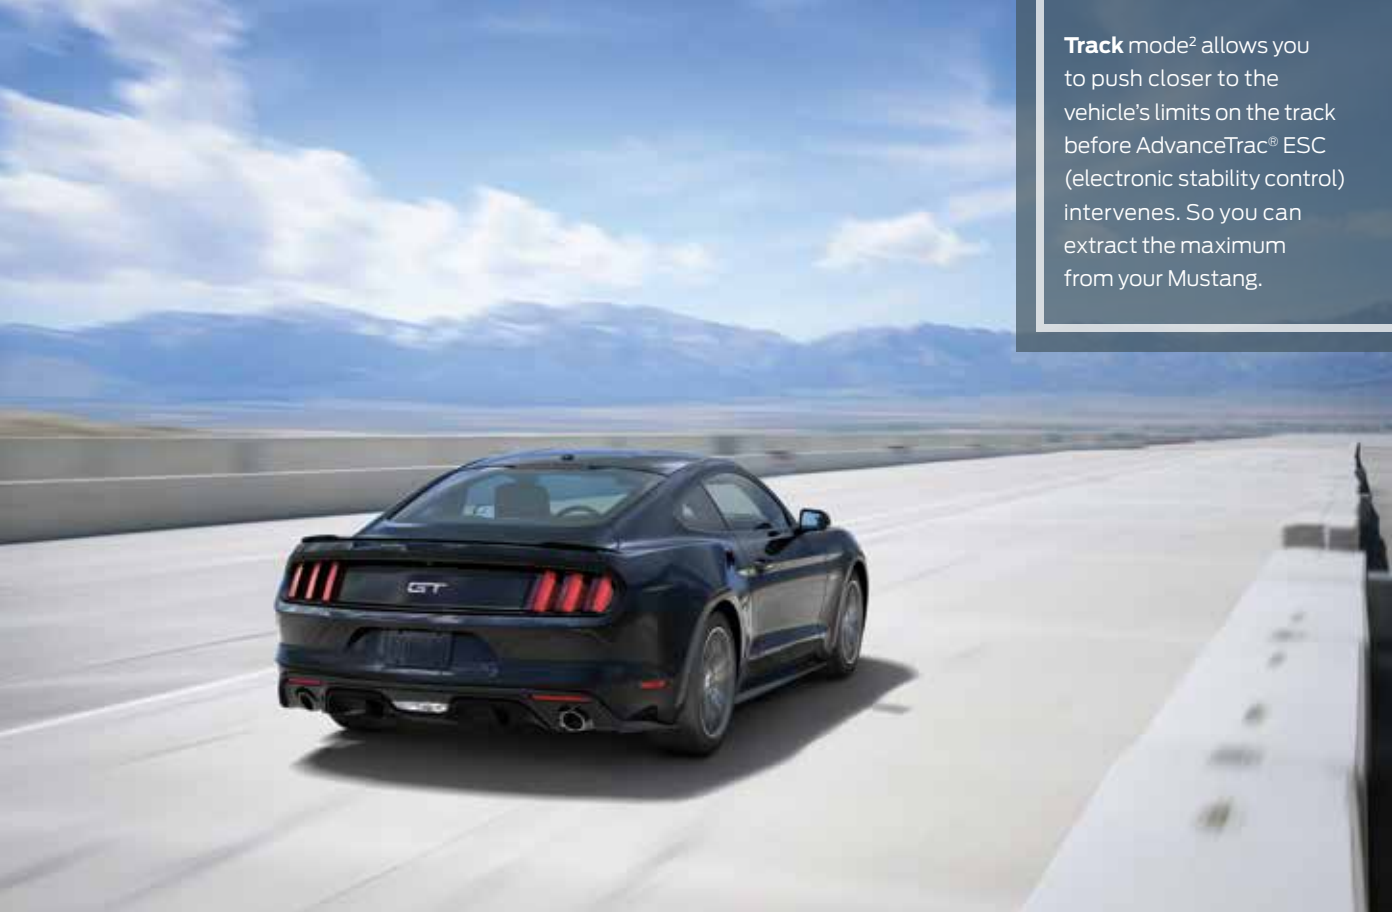 Track mode² allows you
to push closer to the
vehicle's limits on the track
before AdvanceTrac® ESC
(electronic stability control)
intervenes. So you can
extract the maximum
from your Mustang.
GT